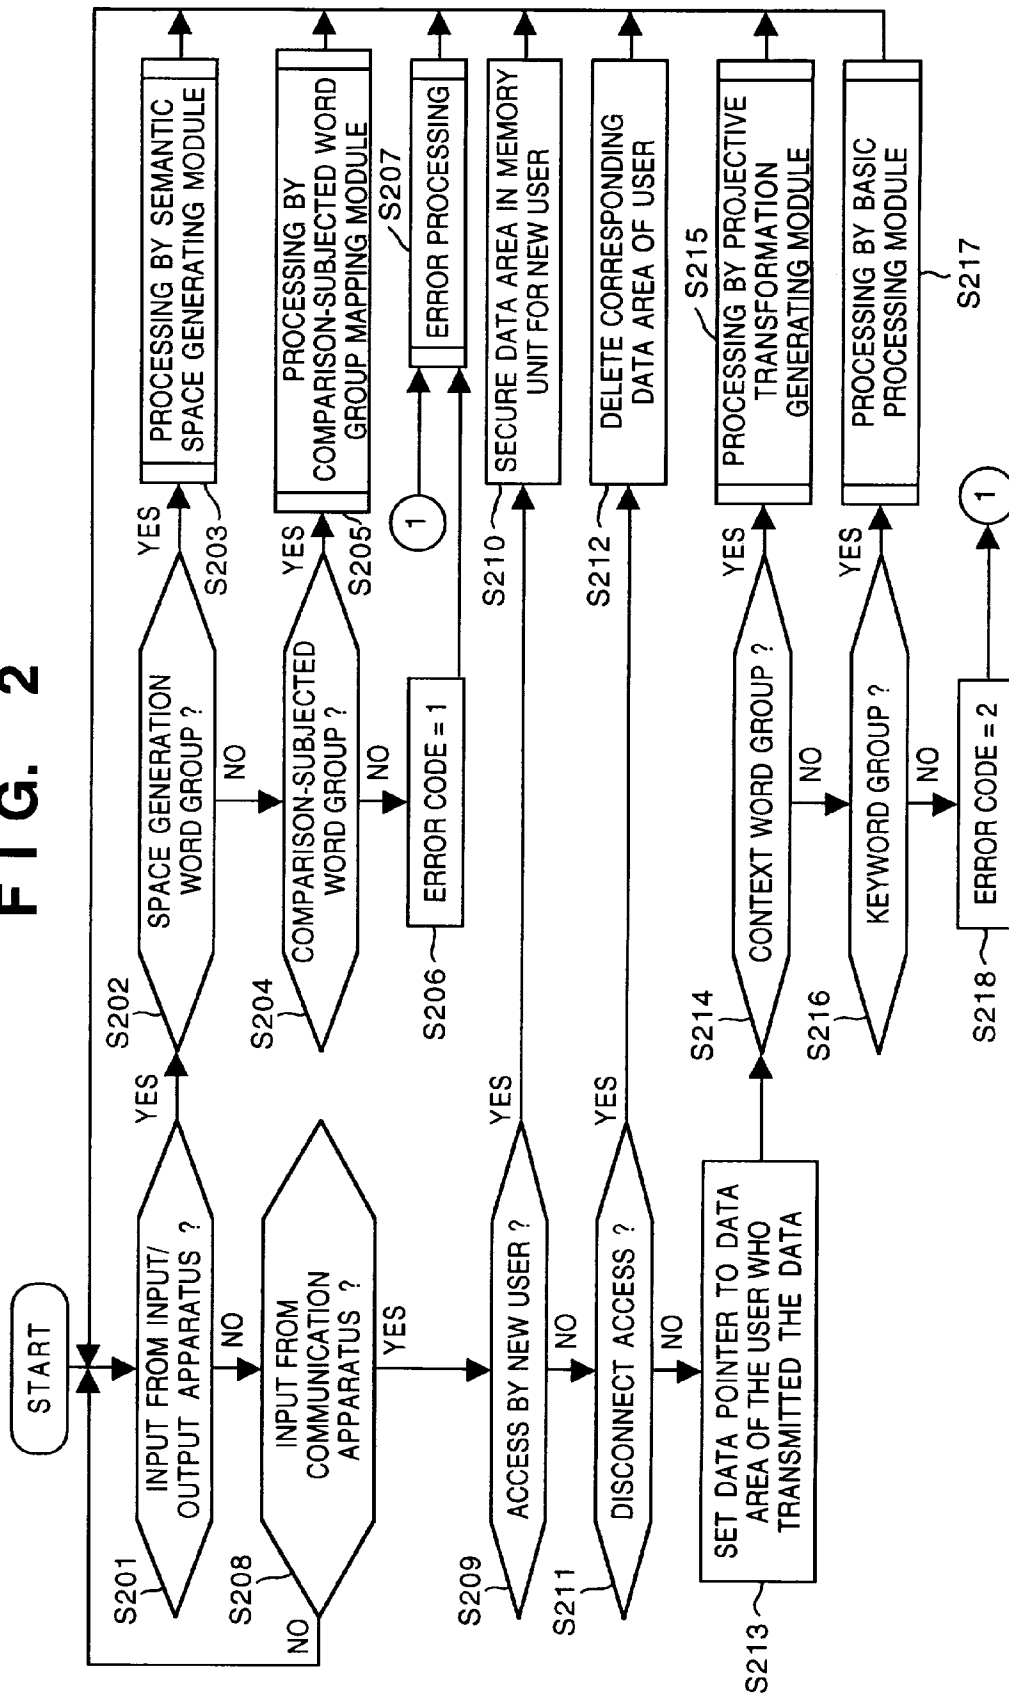 FIG. 2
START
S201
INPUT FROM INPUT/
OUTPUT APPARATUS ?
YES
NO
S202
SPACE GENERATION
WORD GROUP ?
YES
NO
S203
PROCESSING BY SEMANTIC
SPACE GENERATING MODULE
S204
COMPARISON-SUBJECTED
WORD GROUP ?
YES
NO
S205
PROCESSING BY
COMPARISON-SUBJECTED WORD
GROUP MAPPING MODULE
S206
ERROR CODE = 1
1
S207
ERROR PROCESSING
S208
INPUT FROM
COMMUNICATION
APPARATUS ?
NO
YES
S209
ACCESS BY NEW USER ?
YES
NO
S210
SECURE DATA AREA IN MEMORY
UNIT FOR NEW USER
S211
DISCONNECT ACCESS ?
YES
NO
S212
DELETE CORRESPONDING
DATA AREA OF USER
S213
SET DATA POINTER TO DATA
AREA OF THE USER WHO
TRANSMITTED THE DATA
S214
CONTEXT WORD GROUP ?
YES
NO
S215
PROCESSING BY PROJECTIVE
TRANSFORMATION
GENERATING MODULE
S216
KEYWORD GROUP ?
YES
NO
PROCESSING BY BASIC
PROCESSING MODULE
S217
S218
ERROR CODE = 2
1